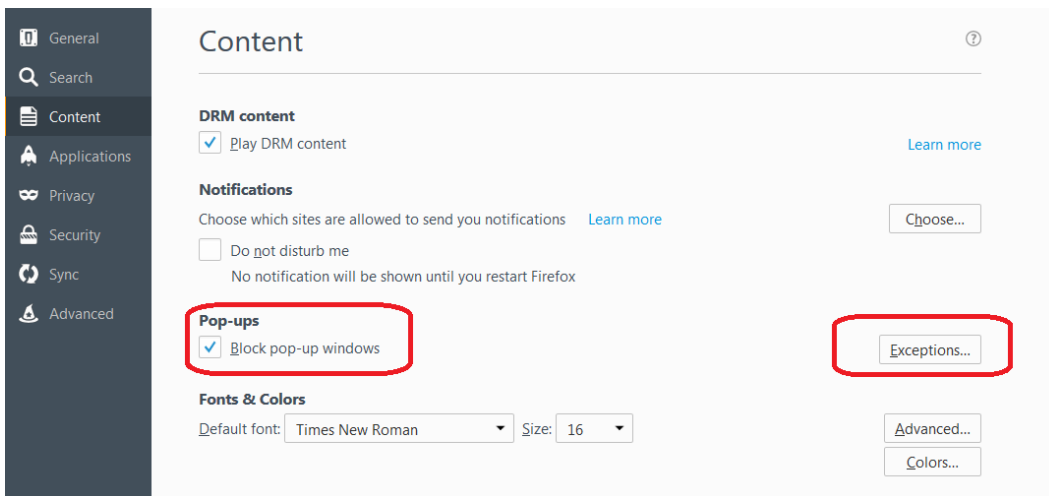 General
Search
Content
Applications
Privacy
Security
Sync
Advanced
Content
?
DRM content
Play DRM content
Learn more
Notifications
Choose which sites are allowed to send you notifications Learn more
Choose...
Do not disturb me
No notification will be shown until you restart Firefox
Pop-ups
Block pop-up windows
Exceptions...
Fonts & Colors
Default font: Times New Roman Size: 16
Advanced...
Colors...